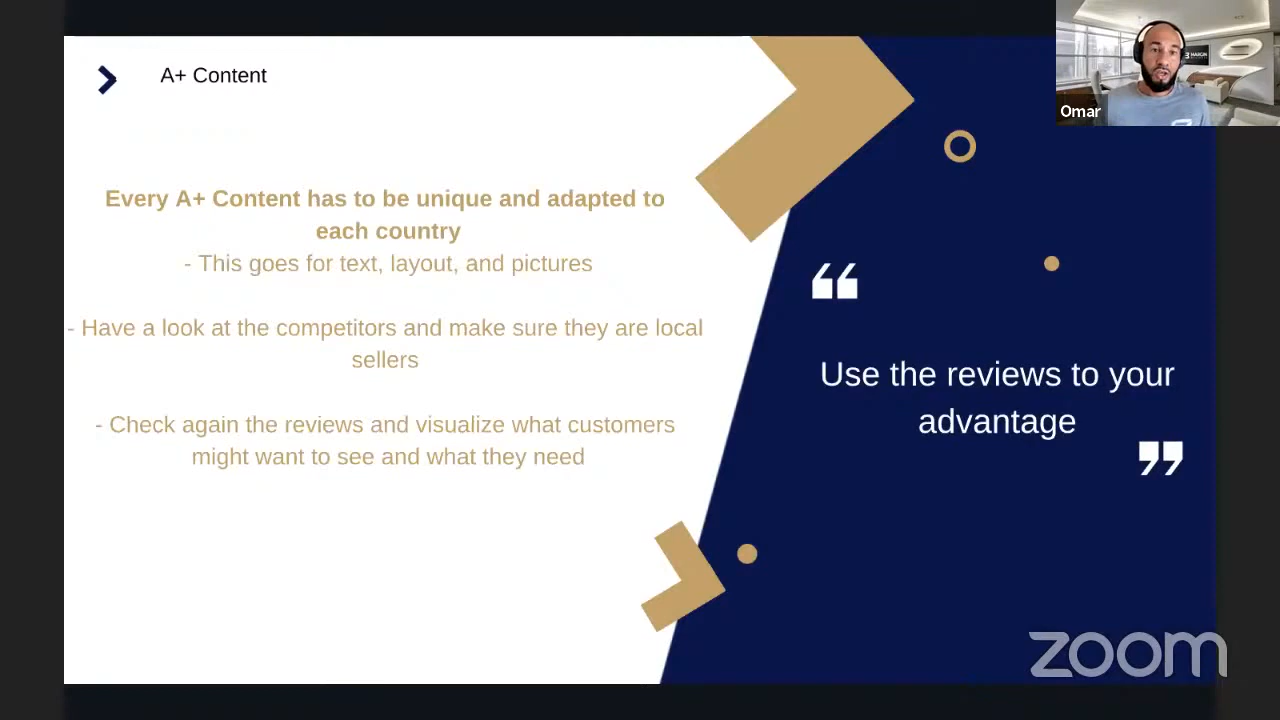 A+ Content
Every A+ Content has to be unique and adapted to
each country
- This goes for text, layout, and pictures
- Have a look at the competitors and make sure they are local
sellers
- Check again the reviews and visualize what customers
might want to see and what they need
“
Use the reviews to your
advantage
”
Omar
zoom